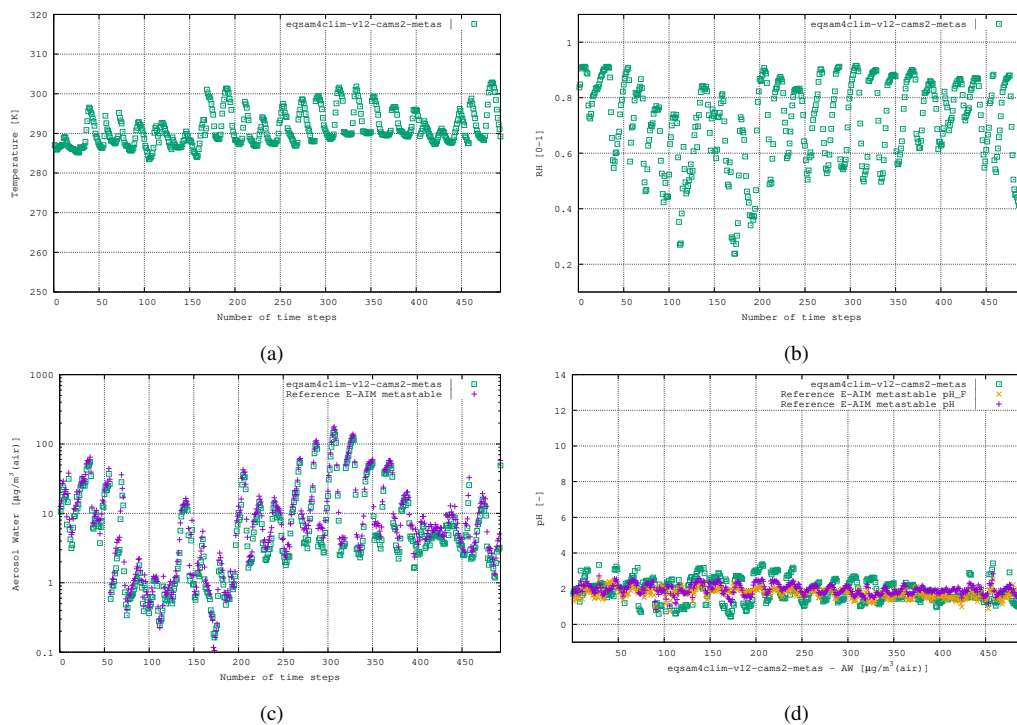 320
310
300
290
280
270
260
250
Temperature [K]
eqsam4clim-v12-cams2-metas
0 50 100 150 200 250 300 350 400 450
Number of time steps
(a)
1
0.8
0.6
0.4
0.2
RH [0-1]
eqsam4clim-v12-cams2-metas
0 50 100 150 200 250 300 350 400 450
Number of time steps
(b)
1000
100
10
1
0.1
Aerosol Water [µg/m³(air)]
eqsam4clim-v12-cams2-metas
Reference E-AIM metastable
0 50 100 150 200 250 300 350 400 450
Number of time steps
(c)
14
12
10
8
6
4
2
0
pH [-]
eqsam4clim-v12-cams2-metas
Reference E-AIM metastable pH_F
Reference E-AIM metastable pH
50 100 150 200 250 300 350 400 450
eqsam4clim-v12-cams2-metas - AW [µg/m³(air)]
(d)